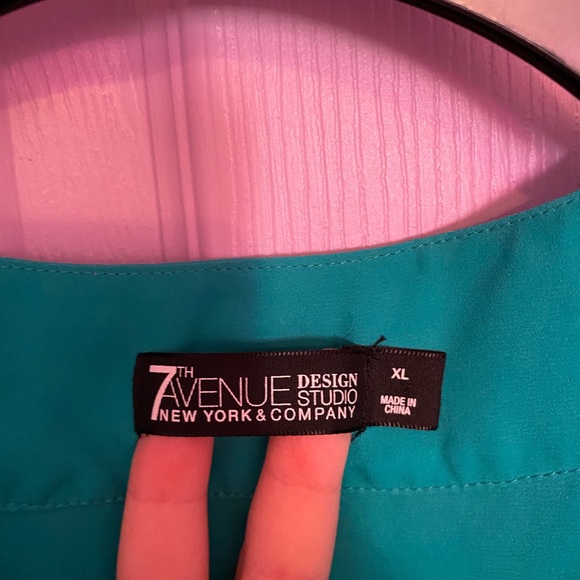 7TH AVENUE DESIGN STUDIO
NEW YORK & COMPANY
XL
MADE IN
CHINA